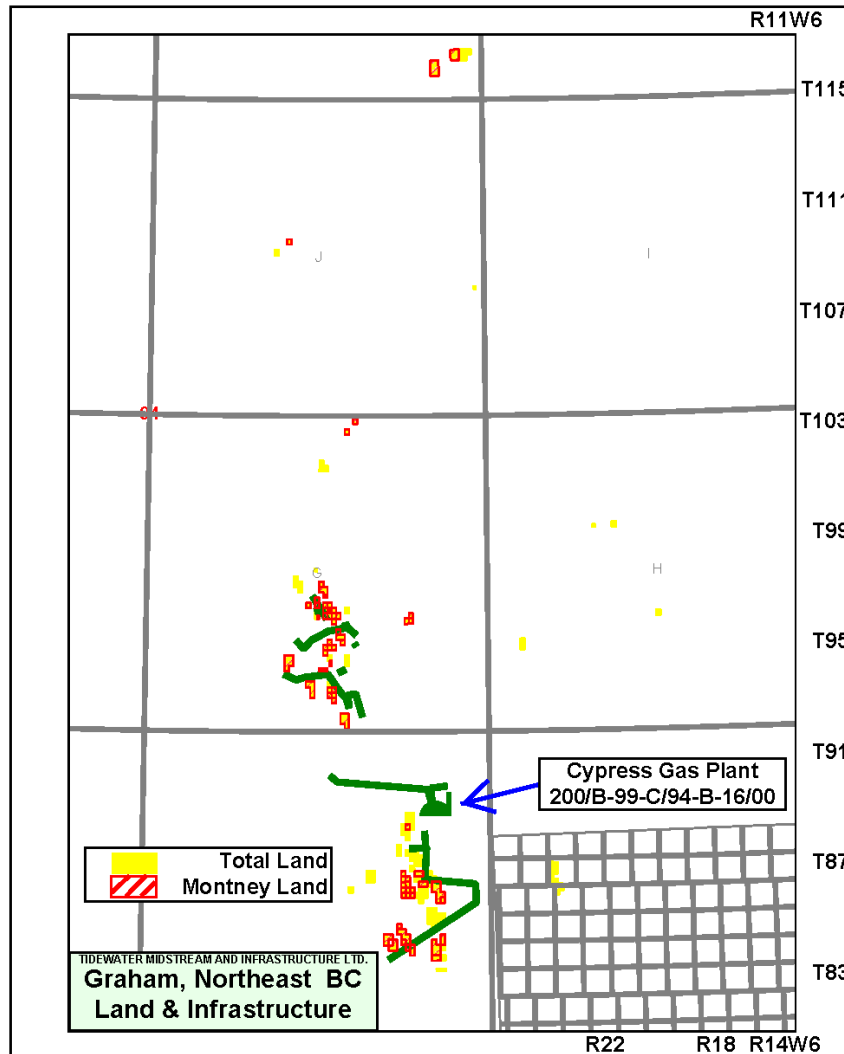 R11W6
T115
T111
J
I
T107
94
T103
T99
G
H
T95
T91
Cypress Gas Plant
200/B-99-C/94-B-16/00
Total Land
Montney Land
T87
TIDEWATER MIDSTREAM AND INFRASTRUCTURE LTD.
Graham, Northeast BC
Land & Infrastructure
T83
R22 R18 R14W6